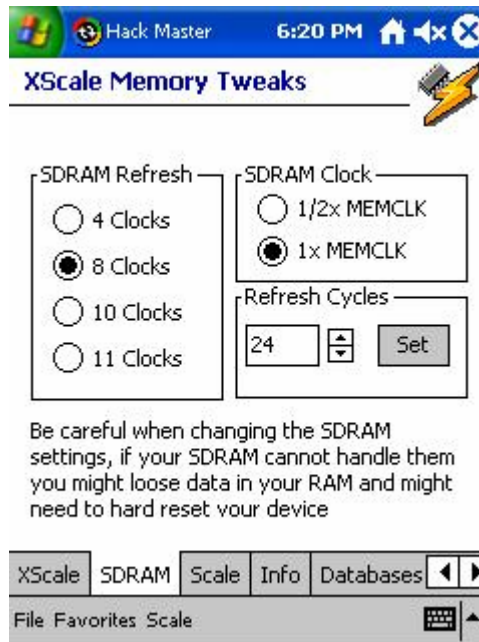 Hack Master 6:20 PM
XScale Memory Tweaks
SDRAM Refresh
4 Clocks
8 Clocks
10 Clocks
11 Clocks
SDRAM Clock
1/2x MEMCLK
1x MEMCLK
Refresh Cycles
24 Set
Be careful when changing the SDRAM
settings, if your SDRAM cannot handle them
you might loose data in your RAM and might
need to hard reset your device
XScale SDRAM Scale Info Databases
File Favorites Scale